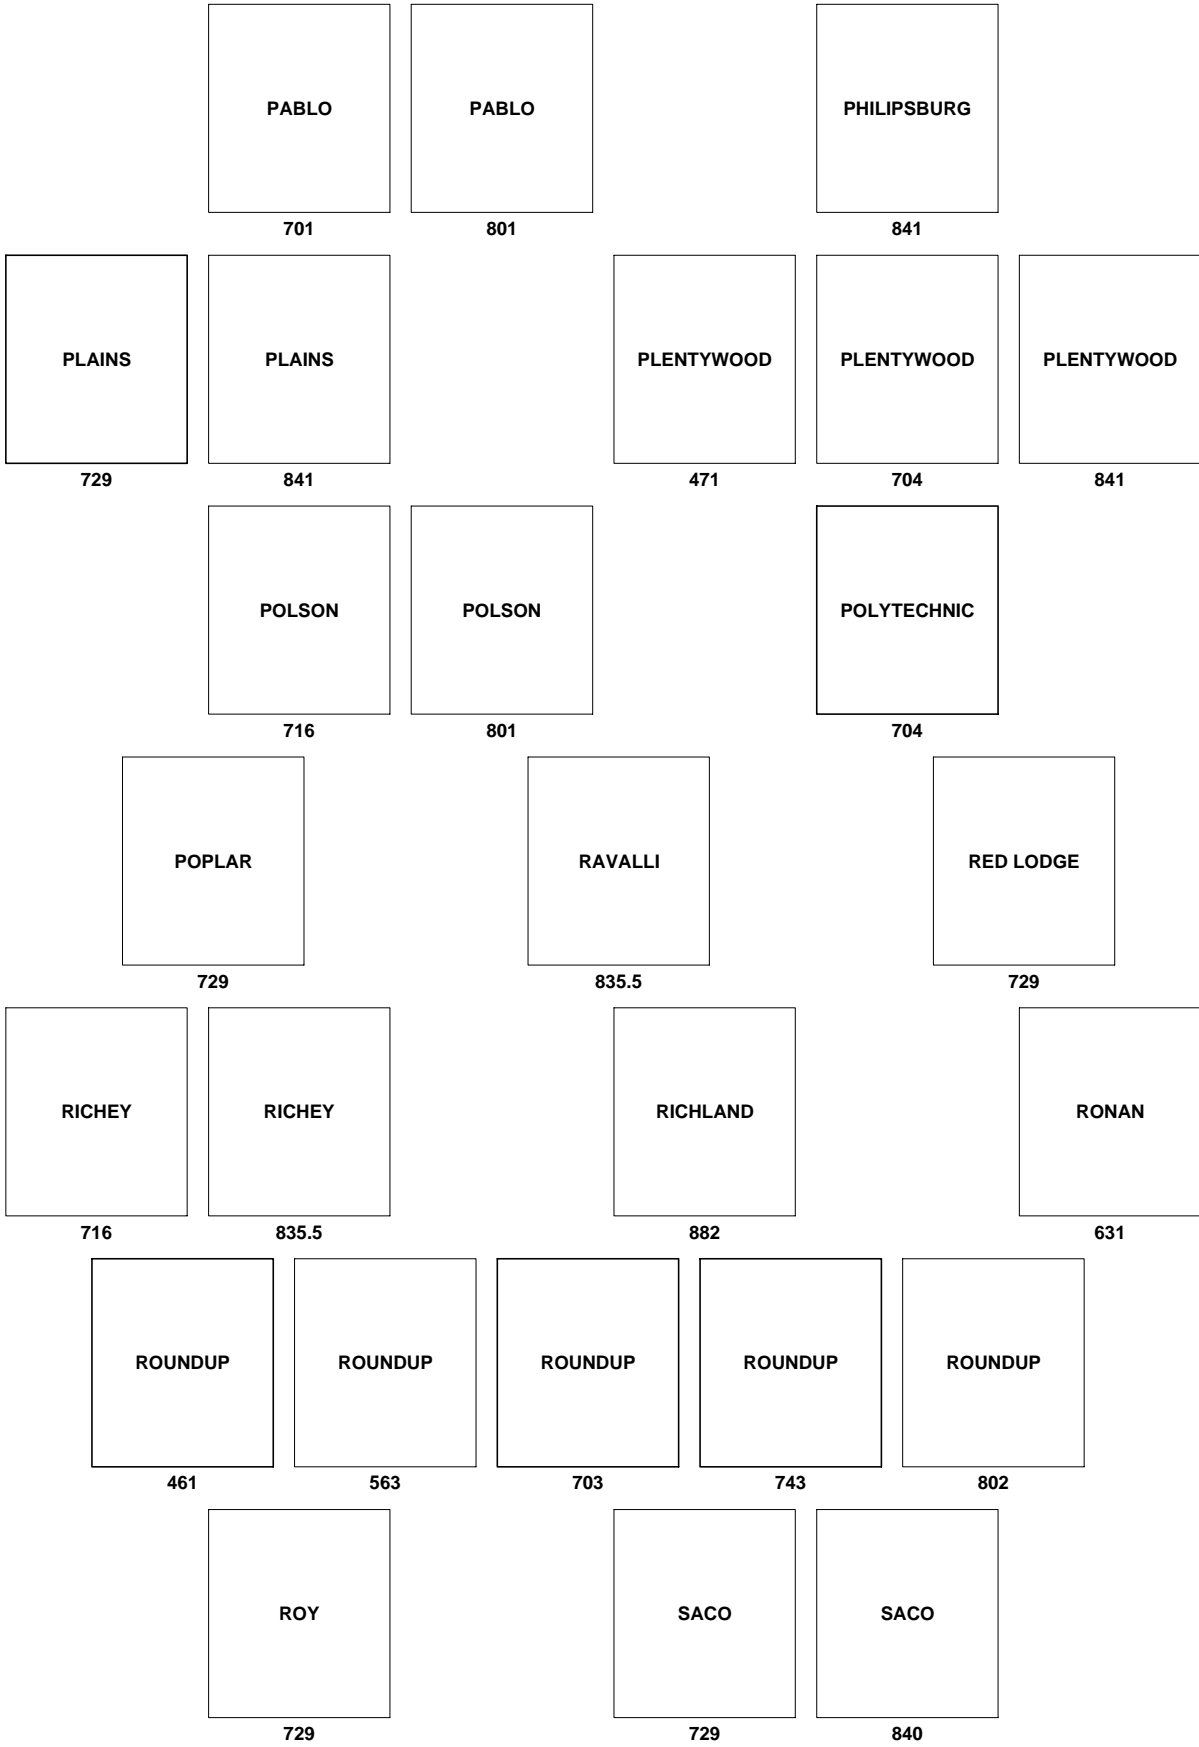 PABLO PABLO PHILIPSBURG
701 801 841
PLAINS PLAINS PLENTYWOOD PLENTYWOOD PLENTYWOOD
729 841 471 704 841
POLSON POLSON POLYTECHNIC
716 801 704
POPLAR RAVALLI RED LODGE
729 835.5 729
RICHEY RICHEY RICHLAND RONAN
716 835.5 882 631
ROUNDUP ROUNDUP ROUNDUP ROUNDUP ROUNDUP
461 563 703 743 802
ROY SACO SACO
729 729 840